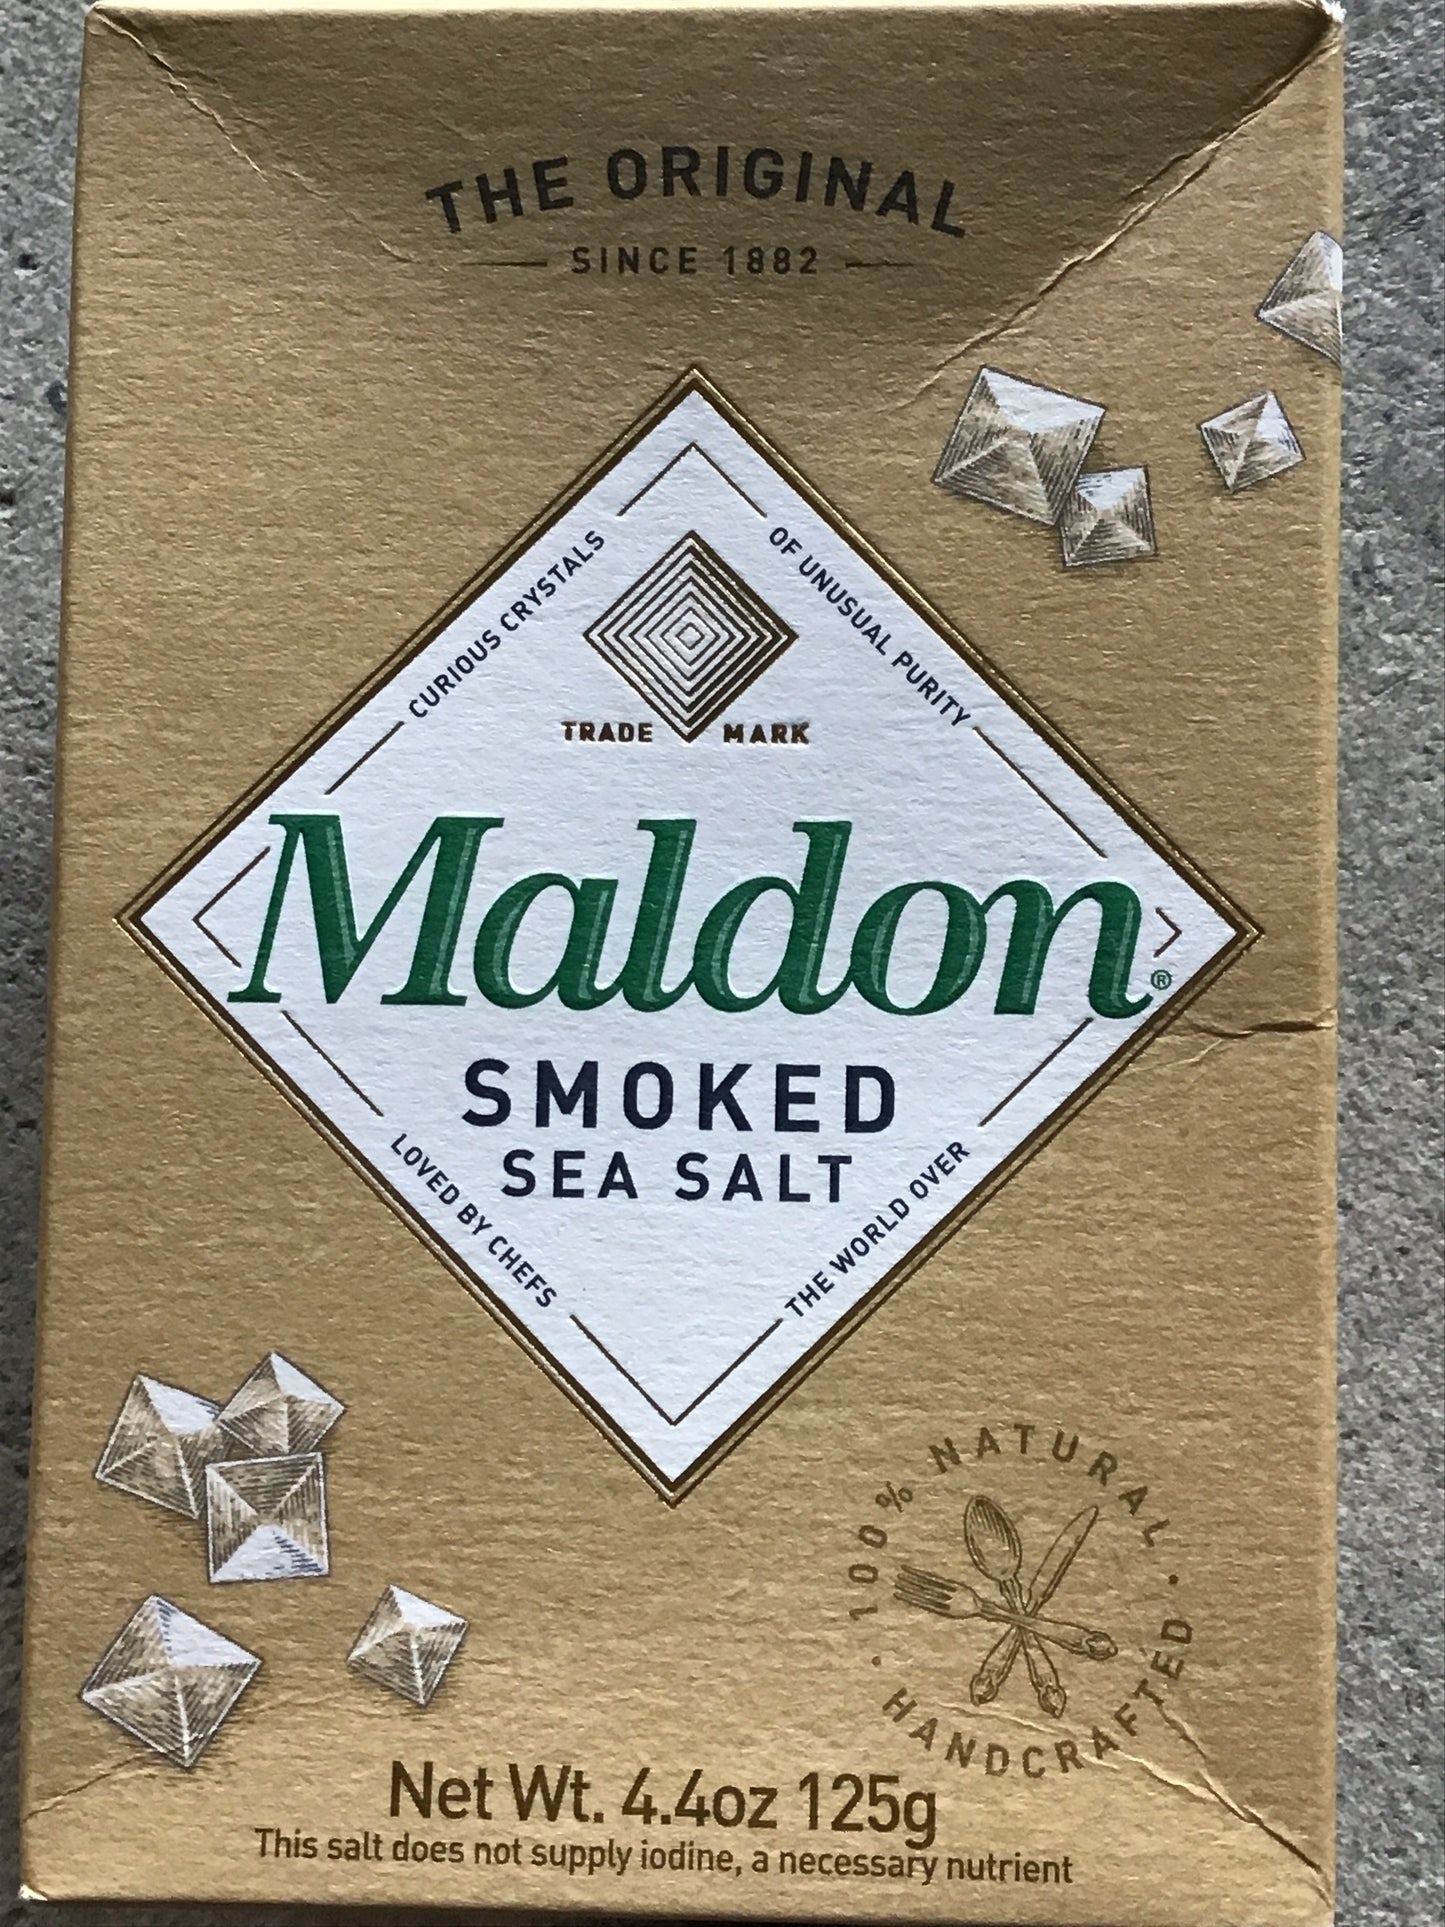 THE ORIGINAL
SINCE 1882
CURIOUS CRYSTALS
OF UNUSUAL PURITY
TRADE MARK
Maldon®
SMOKED
SEA SALT
LOVED BY CHEFS
THE WORLD OVER
100% NATURAL
· HANDCRAFTED ·
Net Wt. 4.4oz 125g
This salt does not supply iodine, a necessary nutrient